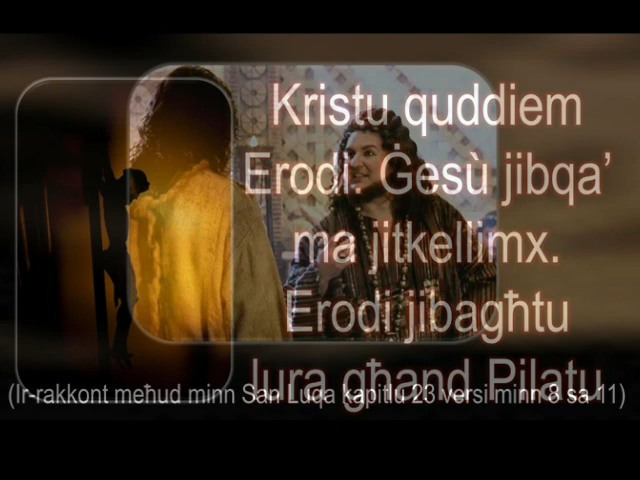 Kristu quddiem
Erodi. Ġesù jibqa’
ma jitkellimx.
Erodi jibagħtu
lura għand Pilatu
(Ir-rakkont meħud minn San Luqa kapitlu 23 versi minn 8 sa 11)